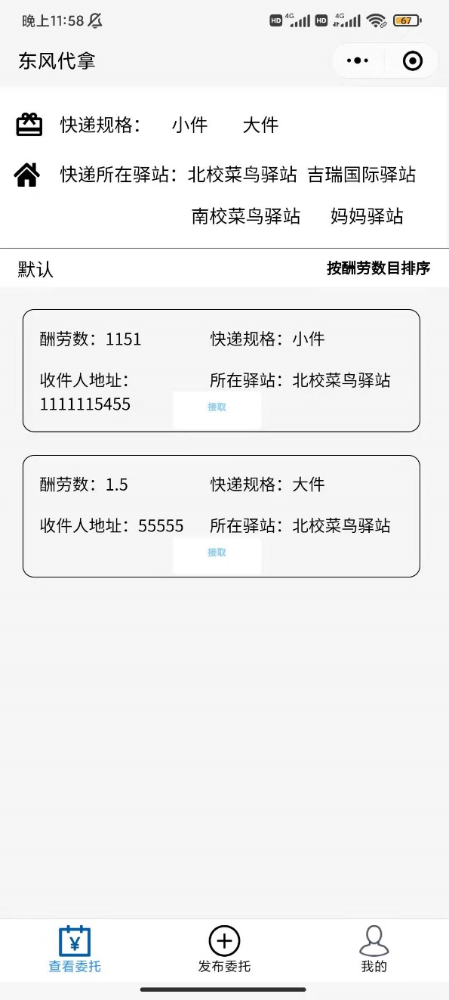 晚上11:58
HD 4G HD 4G 67
东风代拿
快递规格： 小件 大件
快递所在驿站：北校菜鸟驿站 吉瑞国际驿站
南校菜鸟驿站 妈妈驿站
默认 按酬劳数目排序
酬劳数：1151 快递规格：小件
收件人地址： 所在驿站：北校菜鸟驿站
1111115455
接取
酬劳数：1.5 快递规格：大件
收件人地址：55555 所在驿站：北校菜鸟驿站
接取
¥
查看委托 发布委托 我的